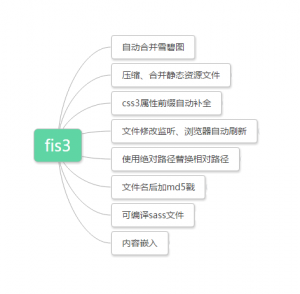 自动合并雪碧图
压缩、合并静态资源文件
css3属性前缀自动补全
文件修改监听、浏览器自动刷新
fis3
使用绝对路径替换相对路径
文件名后加md5戳
可编译sass文件
内容嵌入